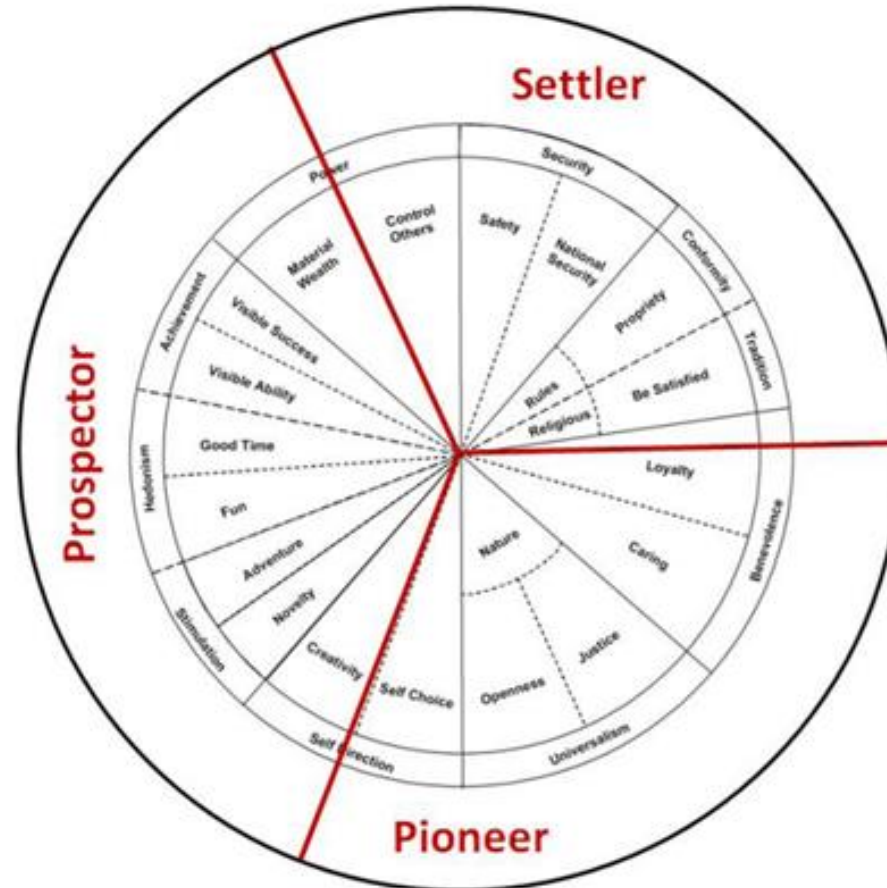 Settler
Power
Security
Control
Others
Safety
National
Security
Material
Wealth
Conformity
Achievement
Visible Success
Propriety
Tradition
Visible Ability
Rules
Be Satisfied
Religious
Prospector
Hedonism
Good Time
Loyalty
Fun
Benevolence
Nature
Caring
Adventure
Stimulation
Novelty
Justice
Creativity
Self Choice
Openness
Self Direction
Universalism
Pioneer